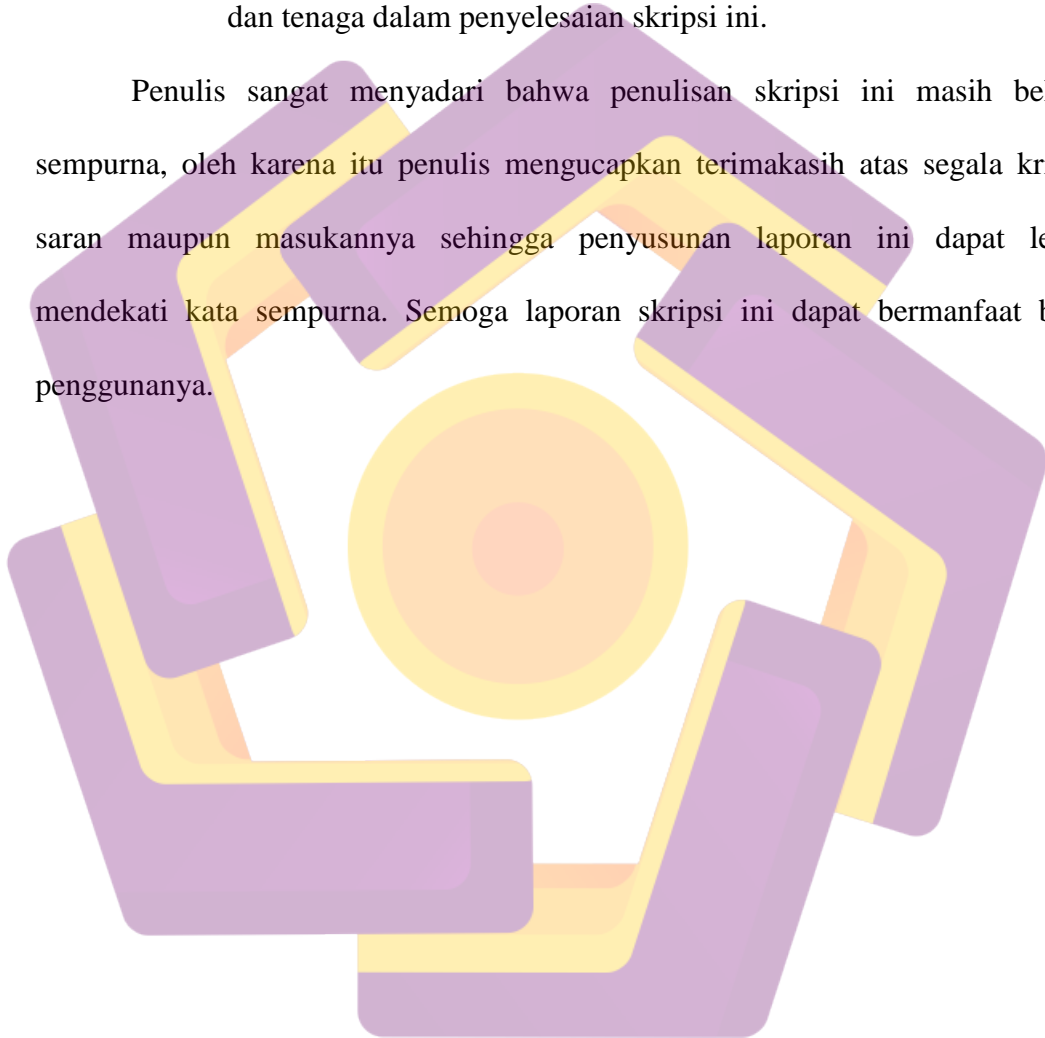 dan tenaga dalam penyelesaian skripsi ini.
Penulis sangat menyadari bahwa penulisan skripsi ini masih
sempurna, oleh karena itu penulis mengucapkan terimakasih atas segala
saran maupun masukannya sehingga penyusunan laporan ini dapat
mendekati kata sempurna. Semoga laporan skripsi ini dapat bermanfaat
penggunanya.